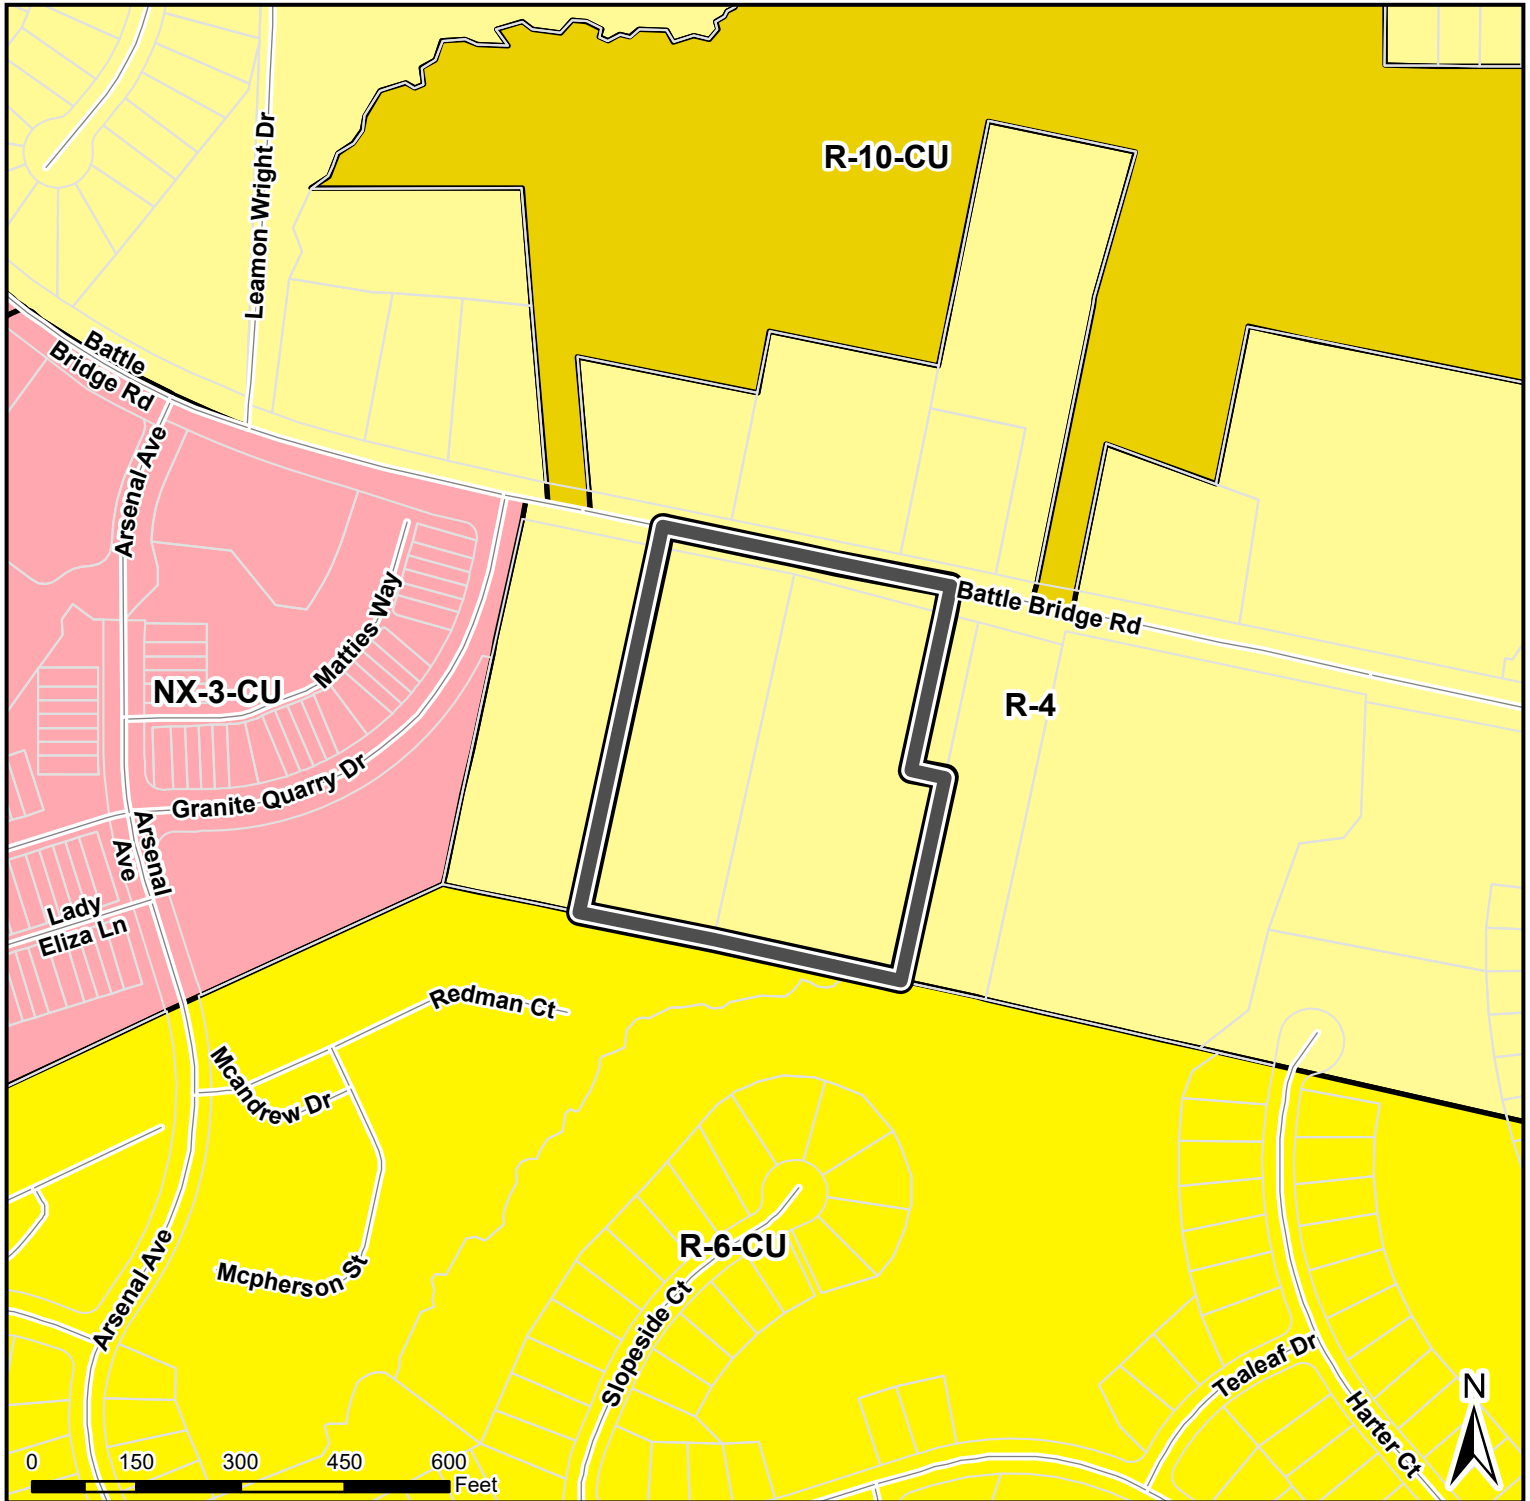 R-10-CU
Leamon Wright Dr
Battle
Bridge Rd
Arsenal Ave
Matties Way
Battle Bridge Rd
NX-3-CU
R-4
Granite Quarry Dr
Arsenal
Ave
Lady
Eliza Ln
Redman Ct
Mcandrew Dr
R-6-CU
Mcpherson St
Arsenal Ave
Slopeside Ct
Tealeaf Dr
Harter Ct
N
0 150 300 450 600
Feet